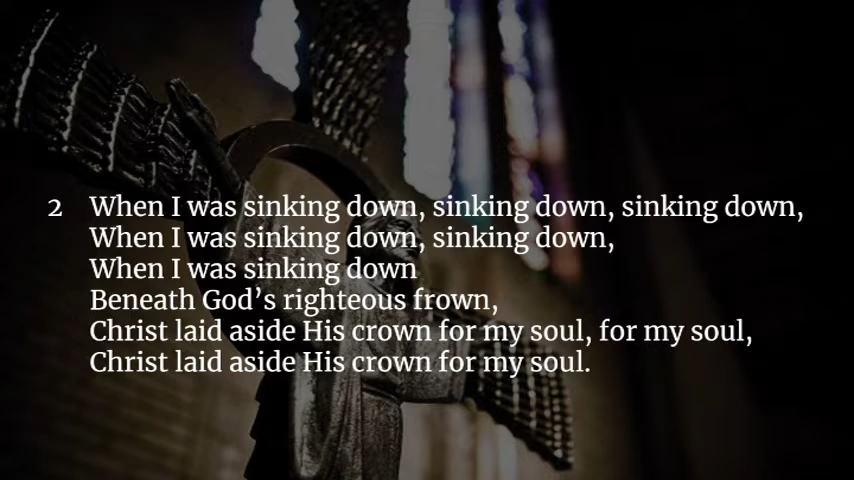 2 When I was sinking down, sinking down, sinking down,
When I was sinking down, sinking down,
When I was sinking down
Beneath God’s righteous frown,
Christ laid aside His crown for my soul, for my soul,
Christ laid aside His crown for my soul.